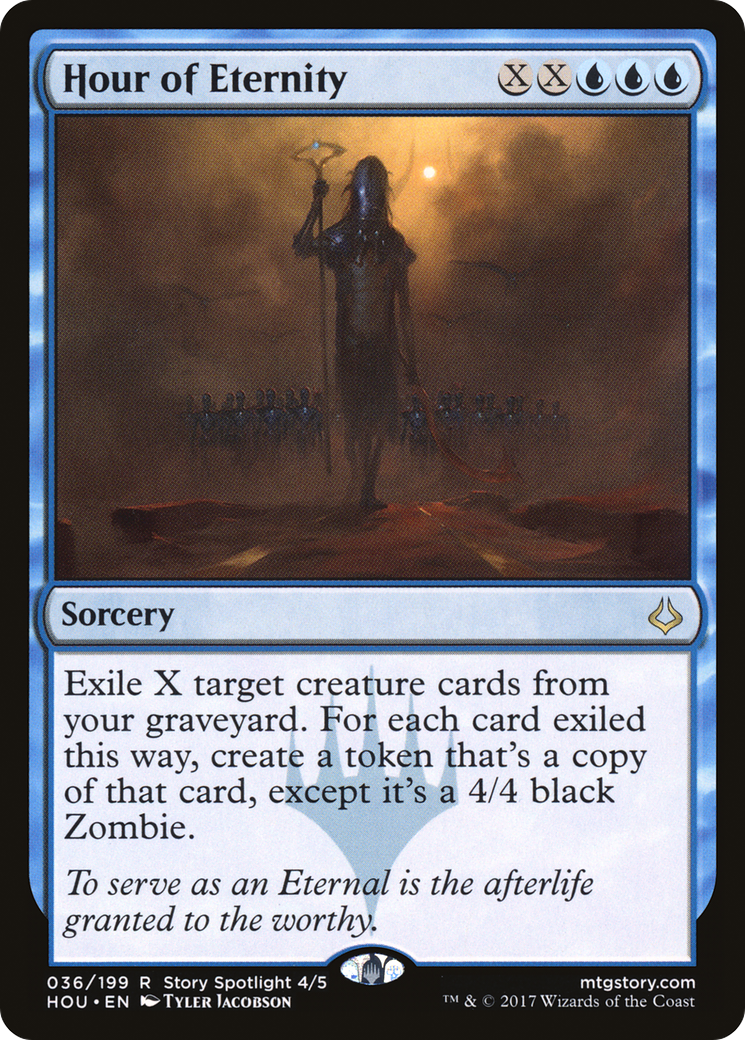 Hour of Eternity XX
Sorcery
Exile X target creature cards from
your graveyard. For each card exiled
this way, create a token that's a copy
of that card, except it's a 4/4 black
Zombie.
To serve as an Eternal is the afterlife
granted to the worthy.
036/199 R Story Spotlight 4/5
mtgstory.com
HOU • EN Tyler Jacobson
™ & © 2017 Wizards of the Coast